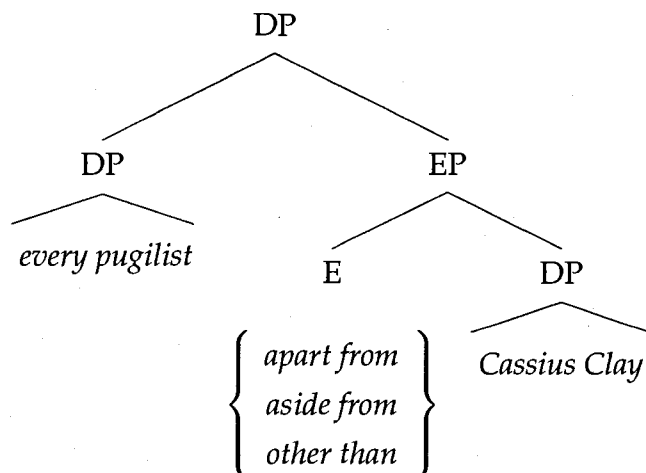 DP
DP EP
every pugilist E DP
apart from
aside from
other than
Cassius Clay